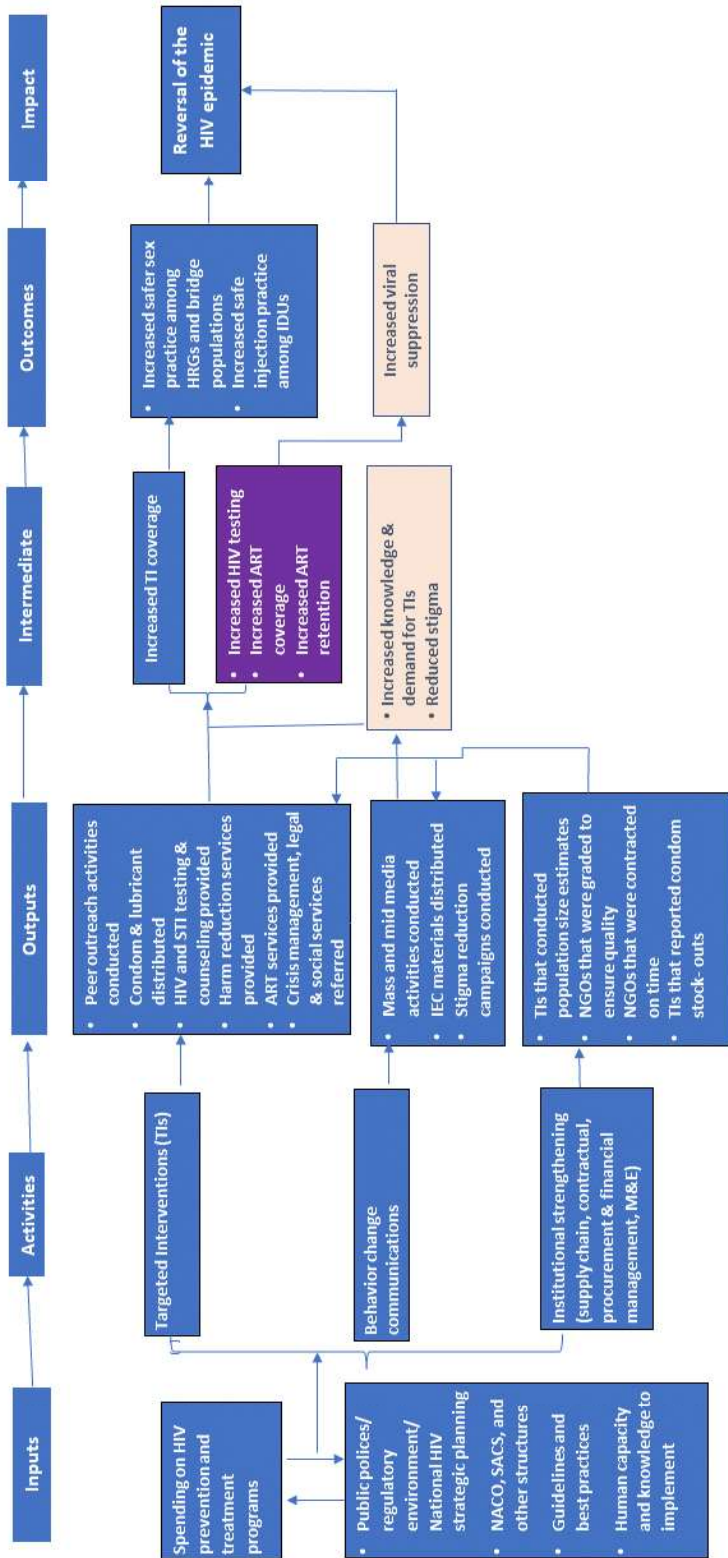 Inputs
Activities
Outputs
Intermediate
Outcomes
Impact
Spending on HIV
prevention and
treatment
programs
• Public polices/
regulatory
environment/
National HIV
strategic planning
• NACO, SACS, and
other structures
• Guidelines and
best practices
• Human capacity
and knowledge to
implement
Targeted Interventions (TIs)
Behavior change
communications
Institutional strengthening
(supply chain, contractual,
procurement & financial
management, M&E)
• Peer outreach activities
conducted
• Condom & lubricant
distributed
• HIV and STI testing &
counseling provided
• Harm reduction services
provided
• ART services provided
• Crisis management, legal
& social services
referred
• Mass and mid media
activities conducted
• IEC materials distributed
• Stigma reduction
campaigns conducted
• TIs that conducted
population size estimates
• NGOs that were graded to
ensure quality
• NGOs that were contracted
on time
• TIs that reported condom
stock- outs
Increased TI coverage
• Increased HIV testing
• Increased ART
coverage
• Increased ART
retention
• Increased knowledge &
demand for TIs
• Reduced stigma
• Increased safer sex
practice among
HRGs and bridge
populations
• Increased safe
injection practice
among IDUs
Increased viral
suppression
Reversal of the
HIV epidemic